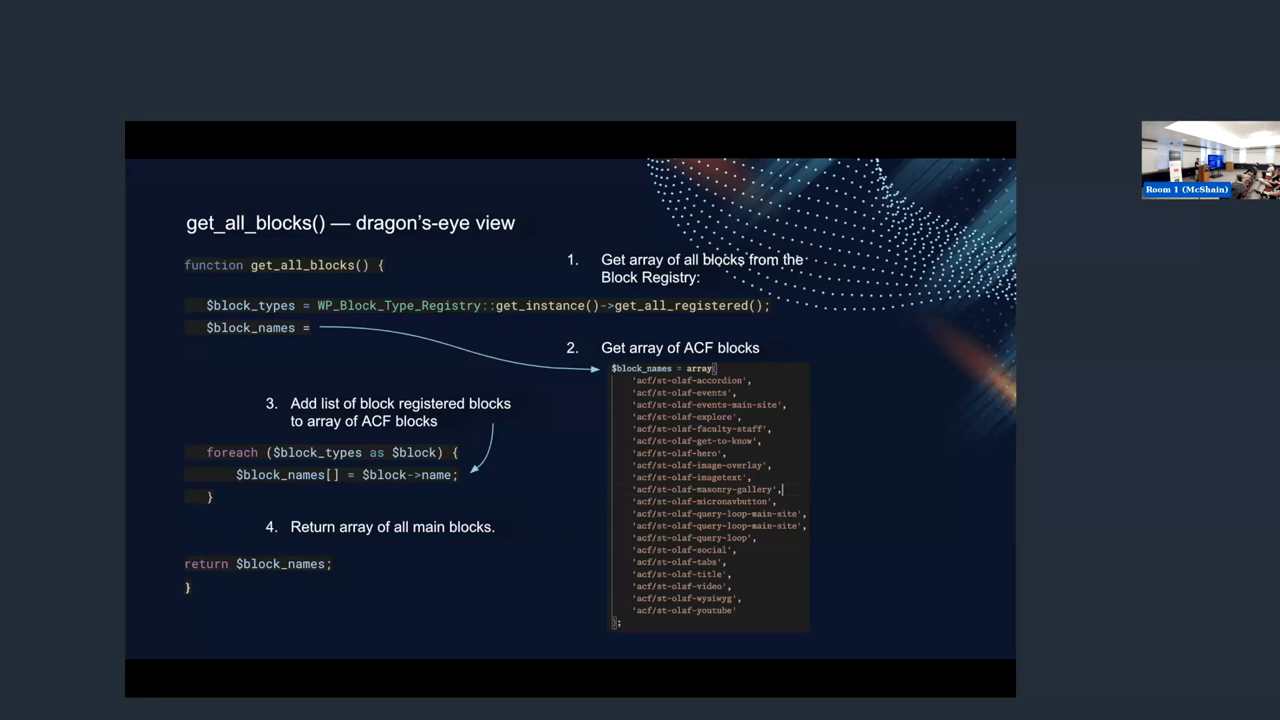 get_all_blocks() — dragon's-eye view
function get_all_blocks() {
1. Get array of all blocks from the
Block Registry:
$block_types = WP_Block_Type_Registry::get_instance()->get_all_registered();
$block_names =
2. Get array of ACF blocks
$block_names = array(
'acf/st-olaf-accordion',
'acf/st-olaf-events',
'acf/st-olaf-events-main-site',
'acf/st-olaf-explore',
'acf/st-olaf-faculty-staff',
'acf/st-olaf-get-to-know',
'acf/st-olaf-hero',
'acf/st-olaf-image-overlay',
'acf/st-olaf-imagetext',
'acf/st-olaf-masonry-gallery',
'acf/st-olaf-micronavbutton',
'acf/st-olaf-query-loop-main-site',
'acf/st-olaf-query-loop-main-site',
'acf/st-olaf-query-loop',
'acf/st-olaf-social',
'acf/st-olaf-tabs',
'acf/st-olaf-title',
'acf/st-olaf-video',
'acf/st-olaf-wysiwyg',
'acf/st-olaf-youtube'
);
3. Add list of block registered blocks
to array of ACF blocks
foreach ($block_types as $block) {
$block_names[] = $block->name;
}
4. Return array of all main blocks.
return $block_names;
}
Room 1 (McShain)